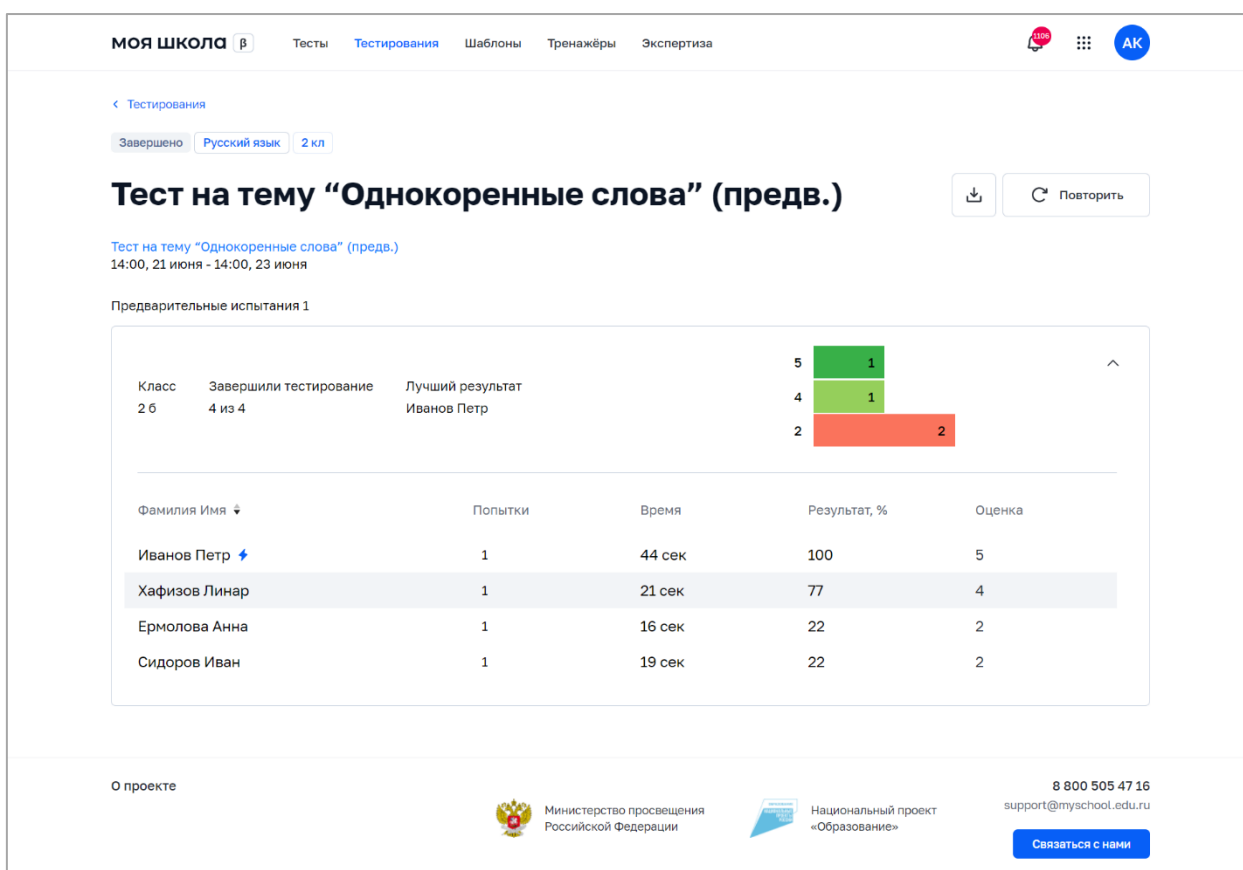 моя школа β Тесты Тестирования Шаблоны Тренажёры Экспертиза 1106 АК
Тестирования
Завершено Русский язык 2 кл
Тест на тему “Однокоренные слова” (предв.)
Повторить
Тест на тему “Однокоренные слова” (предв.)
14:00, 21 июня - 14:00, 23 июня
Предварительные испытания 1
Класс Завершили тестирование Лучший результат
2 б 4 из 4 Иванов Петр
5 1
4 1
2 2
Фамилия Имя Попытки Время Результат, % Оценка
Иванов Петр 1 44 сек 100 5
Хафизов Линар 1 21 сек 77 4
Ермолова Анна 1 16 сек 22 2
Сидоров Иван 1 19 сек 22 2
О проекте
Министерство просвещения
Российской Федерации
Национальный проект
«Образование»
8 800 505 47 16
support@myschool.edu.ru
Связаться с нами